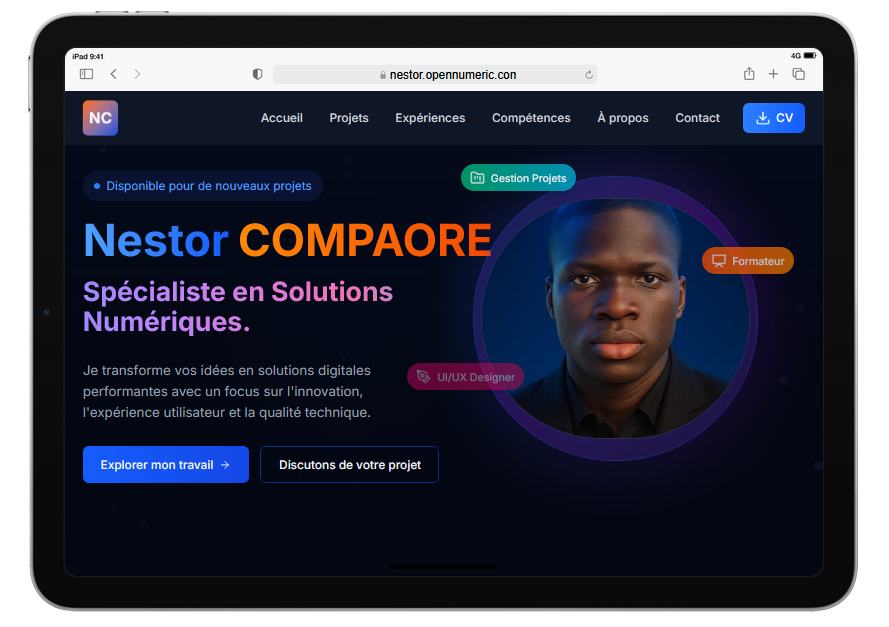 iPad 9:41
4G
nestor.opennumeric.con
NC
Accueil
Projets
Expériences
Compétences
À propos
Contact
CV
Disponible pour de nouveaux projets
Gestion Projets
Nestor COMPAORE
Formateur
Spécialiste en Solutions
Numériques.
Je transforme vos idées en solutions digitales
UI/UX Designer
performantes avec un focus sur l'innovation,
l'expérience utilisateur et la qualité technique.
Explorer mon travail →
Discutons de votre projet